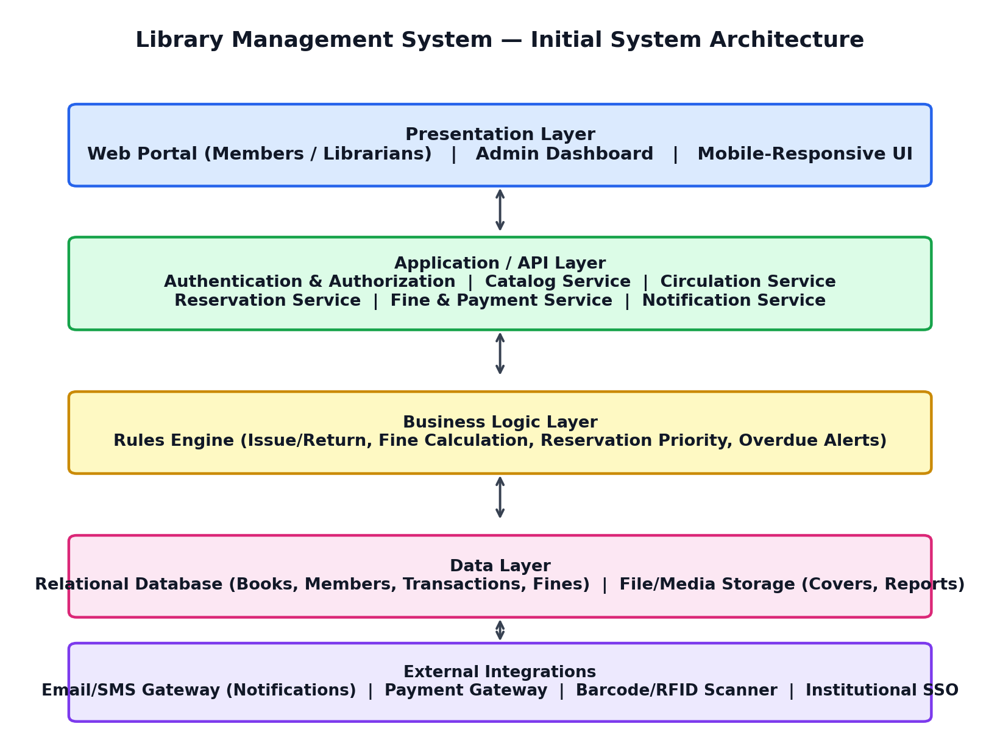 Library Management System — Initial System Architecture
Presentation Layer
Web Portal (Members / Librarians) | Admin Dashboard | Mobile-Responsive UI
Application / API Layer
Authentication & Authorization | Catalog Service | Circulation Service
Reservation Service | Fine & Payment Service | Notification Service
Business Logic Layer
Rules Engine (Issue/Return, Fine Calculation, Reservation Priority, Overdue Alerts)
Data Layer
Relational Database (Books, Members, Transactions, Fines) | File/Media Storage (Covers, Reports)
External Integrations
Email/SMS Gateway (Notifications) | Payment Gateway | Barcode/RFID Scanner | Institutional SSO